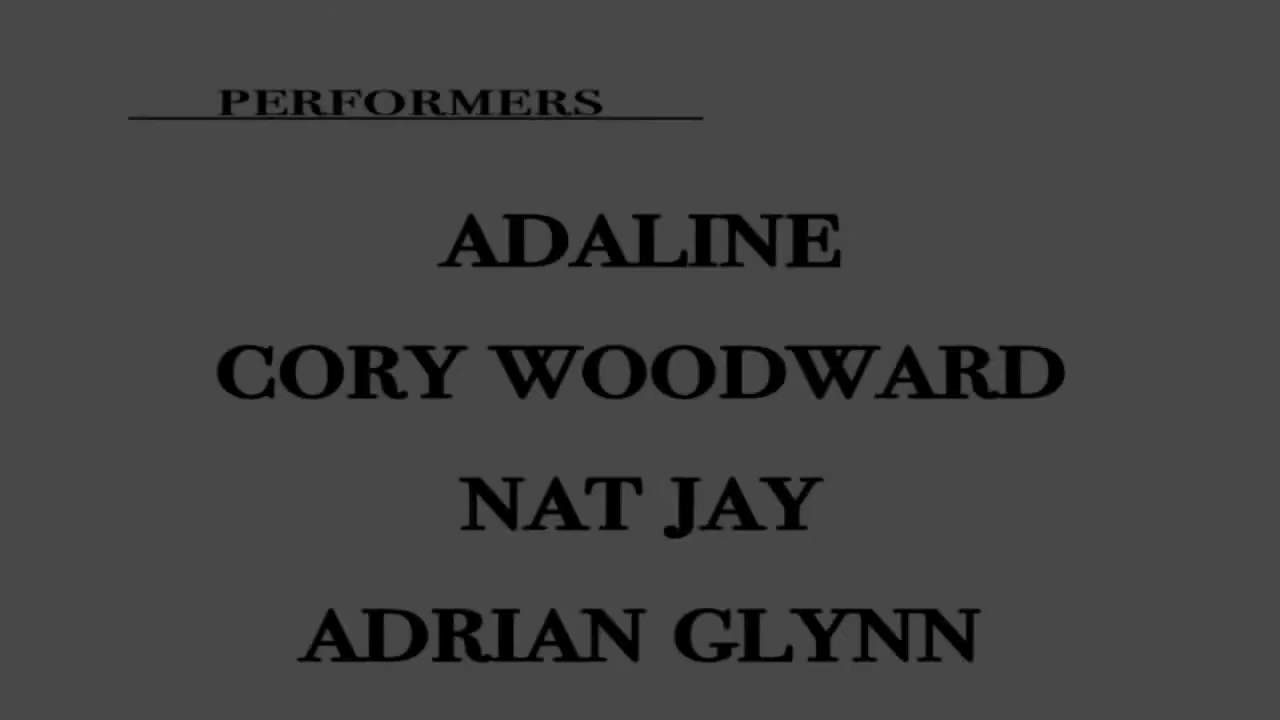 PERFORMERS
ADALINE
CORY WOODWARD
NAT JAY
ADRIAN GLYNN